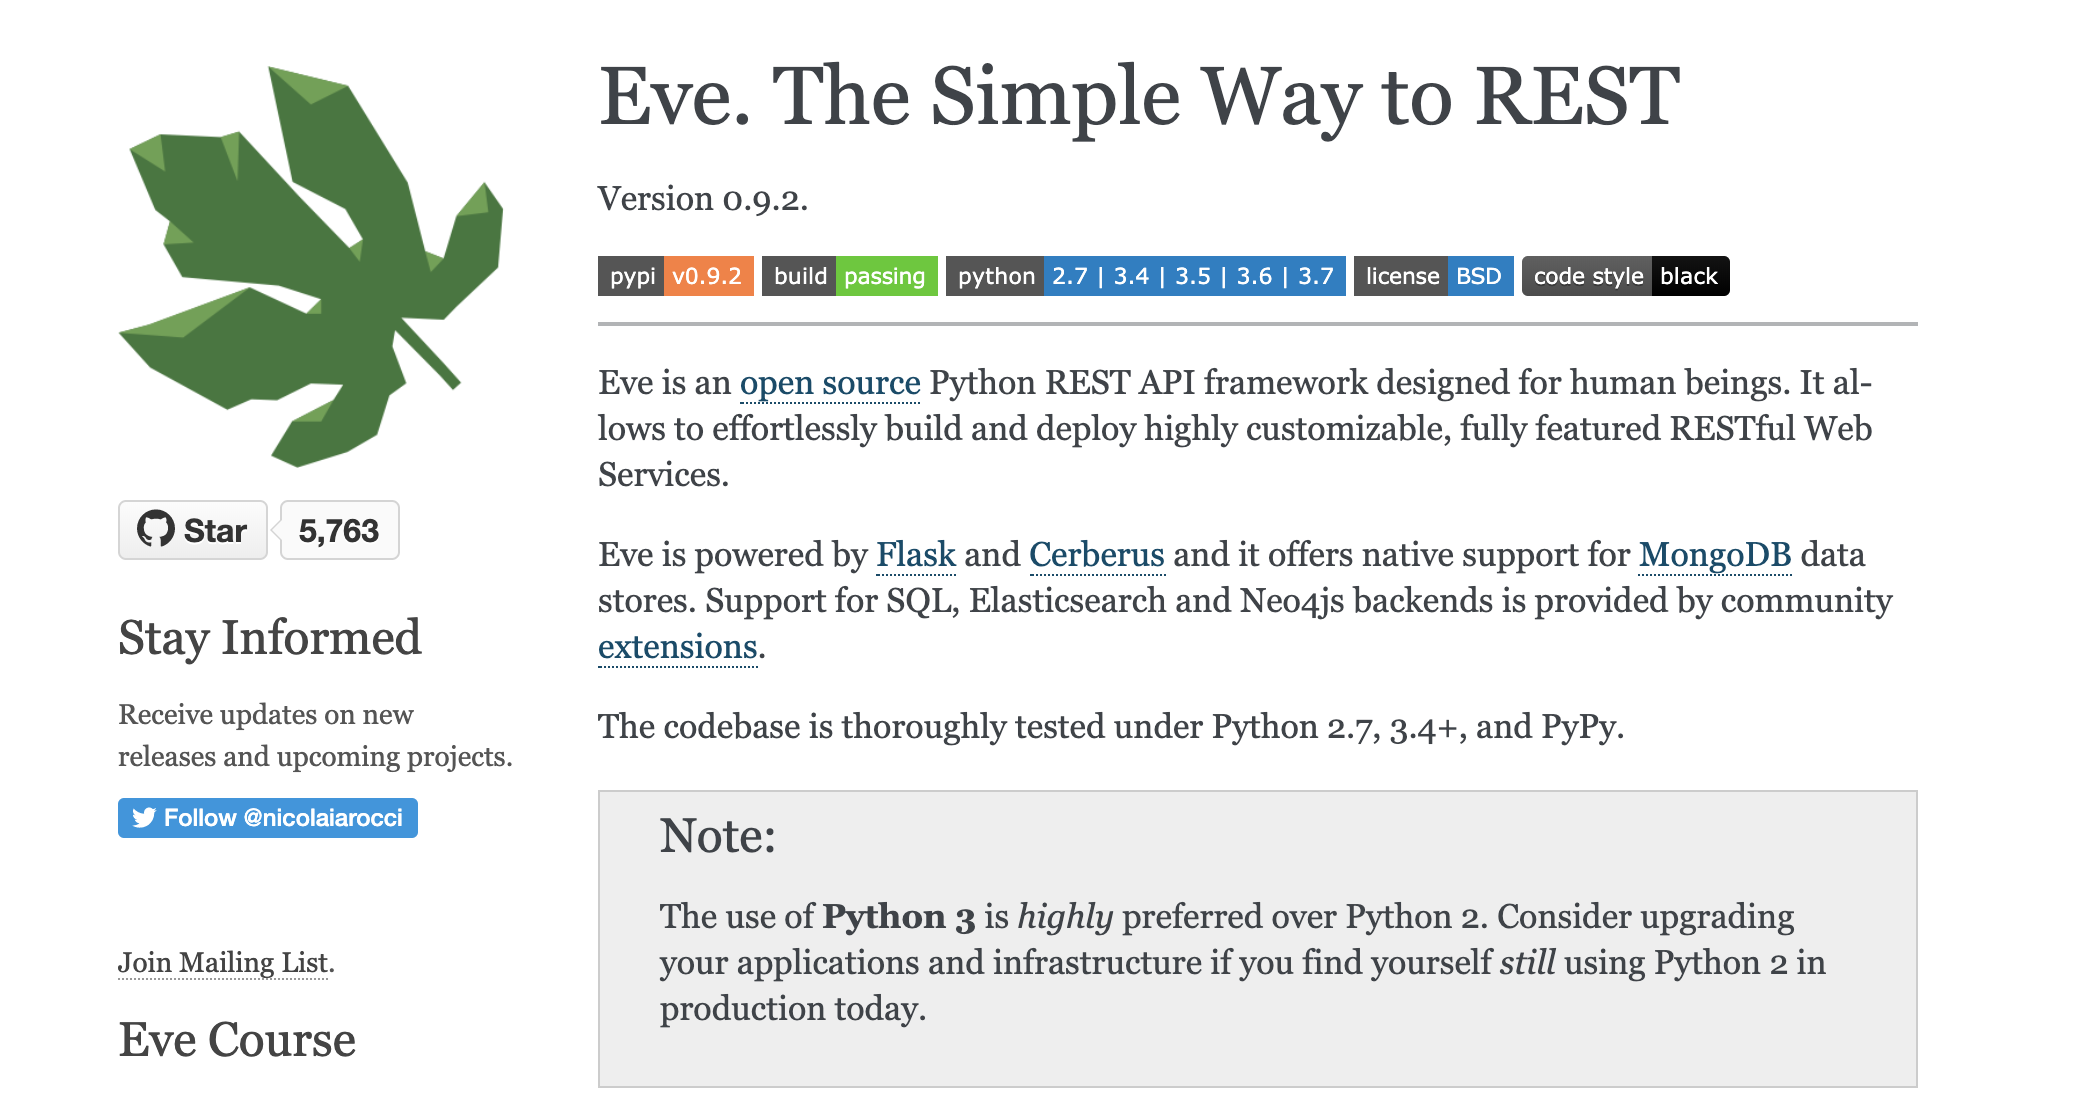 Eve. The Simple Way to REST
Version 0.9.2.
pypi v0.9.2 build passing python 2.7 | 3.4 | 3.5 | 3.6 | 3.7 license BSD code style black
Eve is an open source Python REST API framework designed for human beings. It al-
lows to effortlessly build and deploy highly customizable, fully featured RESTful Web
Services.
Eve is powered by Flask and Cerberus and it offers native support for MongoDB data
stores. Support for SQL, Elasticsearch and Neo4js backends is provided by community
extensions.
The codebase is thoroughly tested under Python 2.7, 3.4+, and PyPy.
Note:
The use of Python 3 is highly preferred over Python 2. Consider upgrading
your applications and infrastructure if you find yourself still using Python 2 in
production today.
Star 5,763
Stay Informed
Receive updates on new
releases and upcoming projects.
Follow @nicolaiarocci
Join Mailing List.
Eve Course